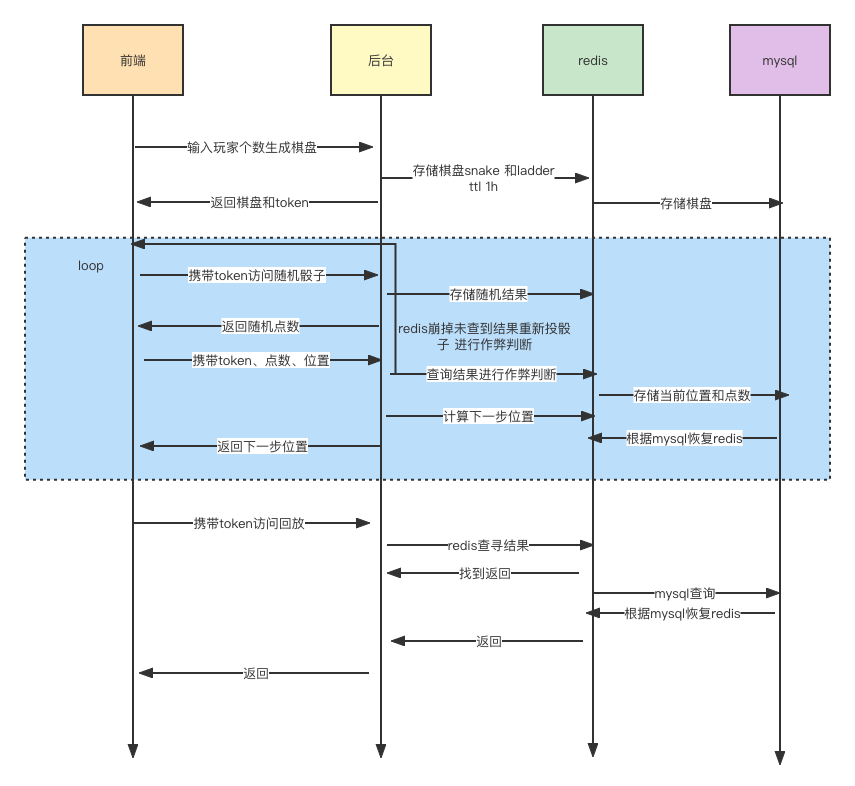 前端
后台
redis
mysql
输入玩家个数生成棋盘
存储棋盘snake 和ladder
ttl 1h
返回棋盘和token
存储棋盘
loop
携带token访问随机骰子
存储随机结果
返回随机点数
redis崩掉未查到结果重新投骰
子 进行作弊判断
携带token、点数、位置
查询结果进行作弊判断
存储当前位置和点数
计算下一步位置
根据mysql恢复redis
返回下一步位置
携带token访问回放
redis查寻结果
找到返回
mysql查询
根据mysql恢复redis
返回
返回